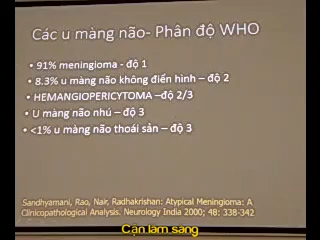 Các u màng não- Phân độ WHO
• 91% meningioma - độ 1
• 8.3% u màng não không điển hình – độ 2
• HEMANGIOPERICYTOMA –độ 2/3
• U màng não nhú – độ 3
• <1% u màng não thoái sản – độ 3
Sandhyamani, Rao, Nair, Radhakrishan: Atypical Meningioma: A
Clinicopathological Analysis. Neurology India 2000; 48: 338-342
Cận lâm sàng